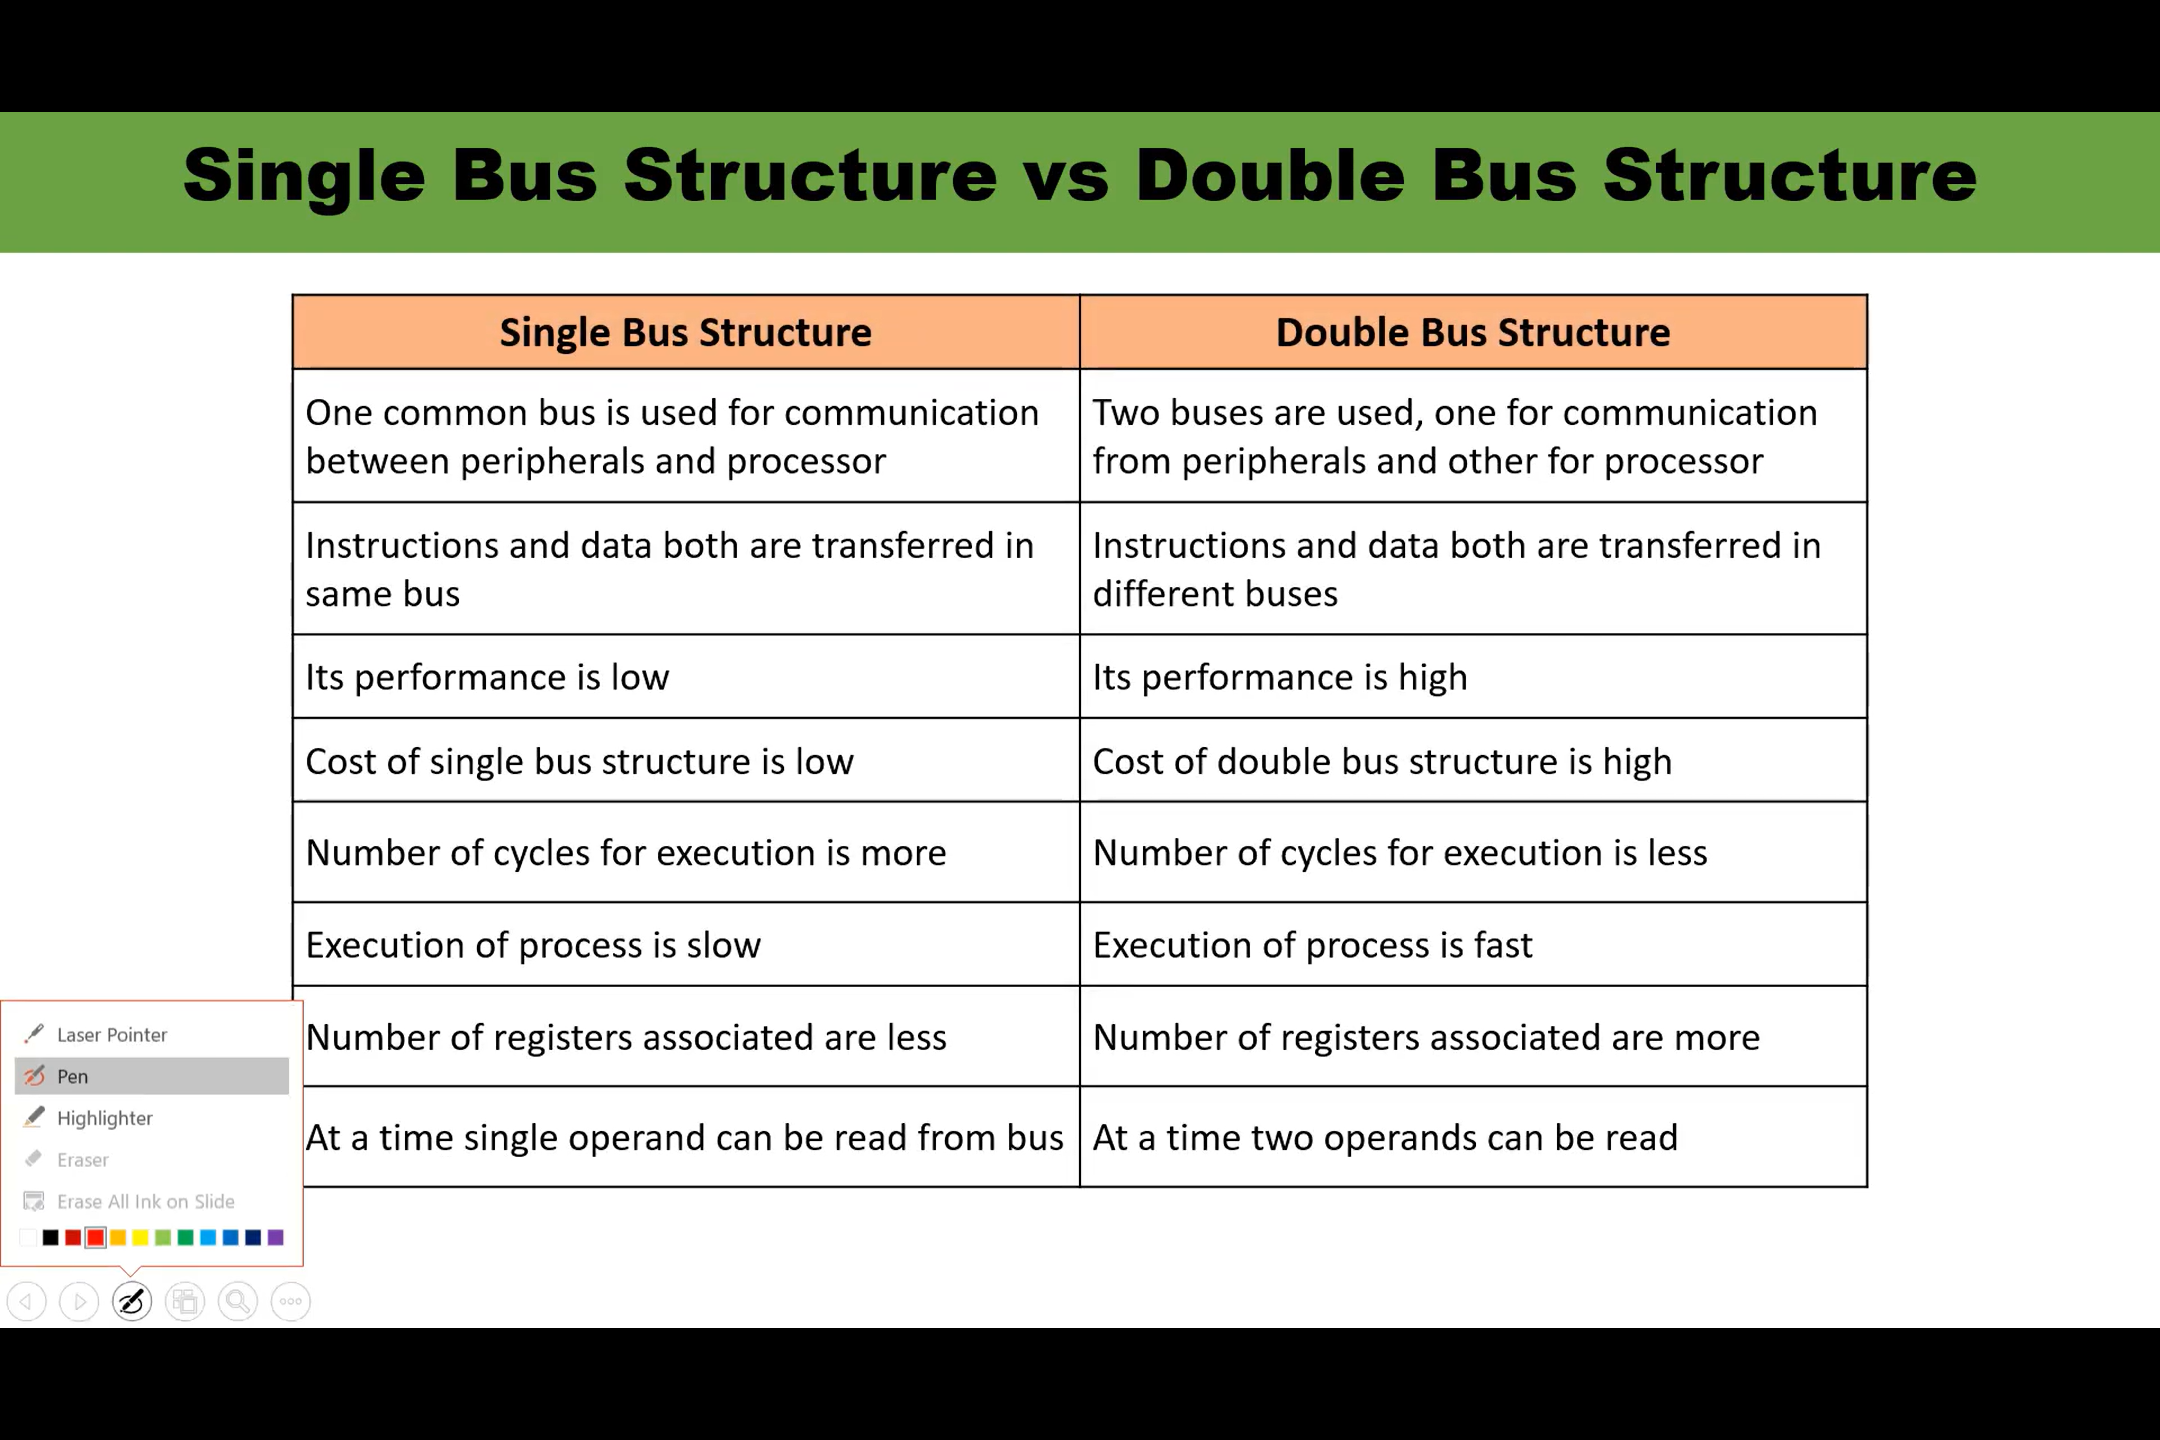 Single Bus Structure vs Double Bus Structure
Single Bus Structure
Double Bus Structure
One common bus is used for communication
between peripherals and processor
Two buses are used, one for communication
from peripherals and other for processor
Instructions and data both are transferred in
same bus
Instructions and data both are transferred in
different buses
Its performance is low
Its performance is high
Cost of single bus structure is low
Cost of double bus structure is high
Number of cycles for execution is more
Number of cycles for execution is less
Execution of process is slow
Execution of process is fast
Number of registers associated are less
Number of registers associated are more
At a time single operand can be read from bus
At a time two operands can be read
Laser Pointer
Pen
Highlighter
Eraser
Erase All Ink on Slide